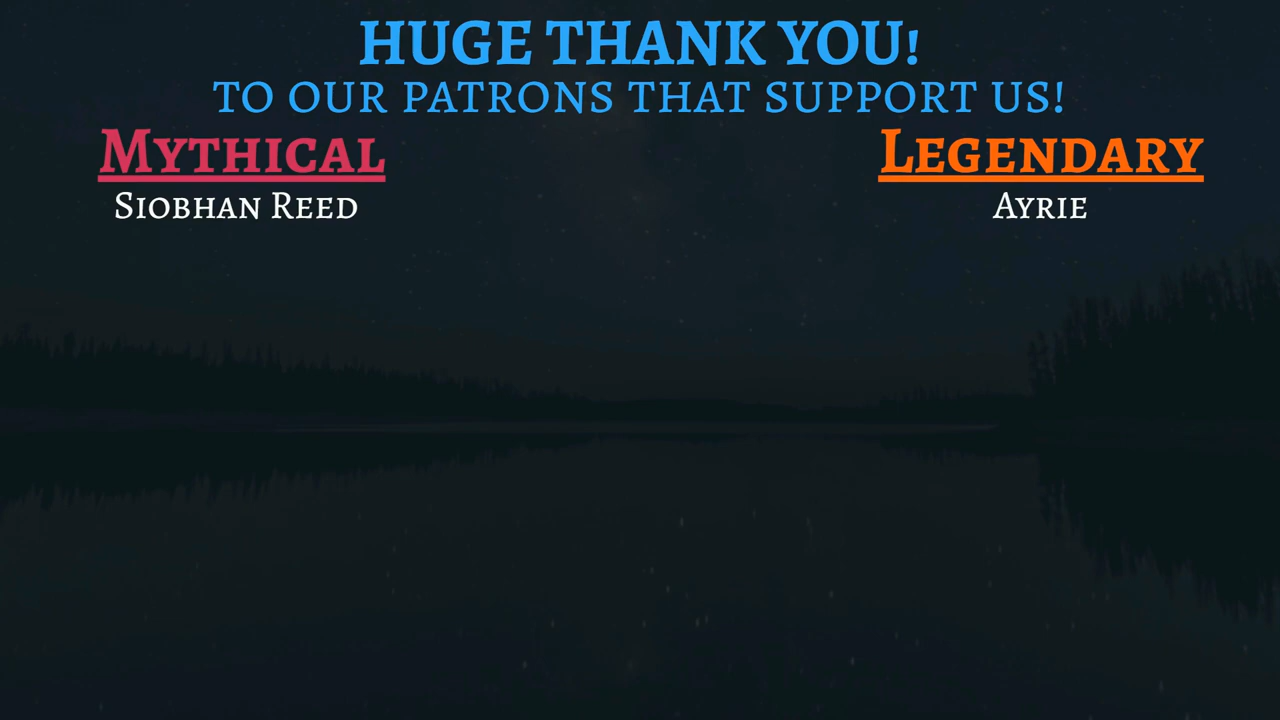 HUGE THANK YOU!
TO OUR PATRONS THAT SUPPORT US!
Mythical
Siobhan Reed
Legendary
Ayrie